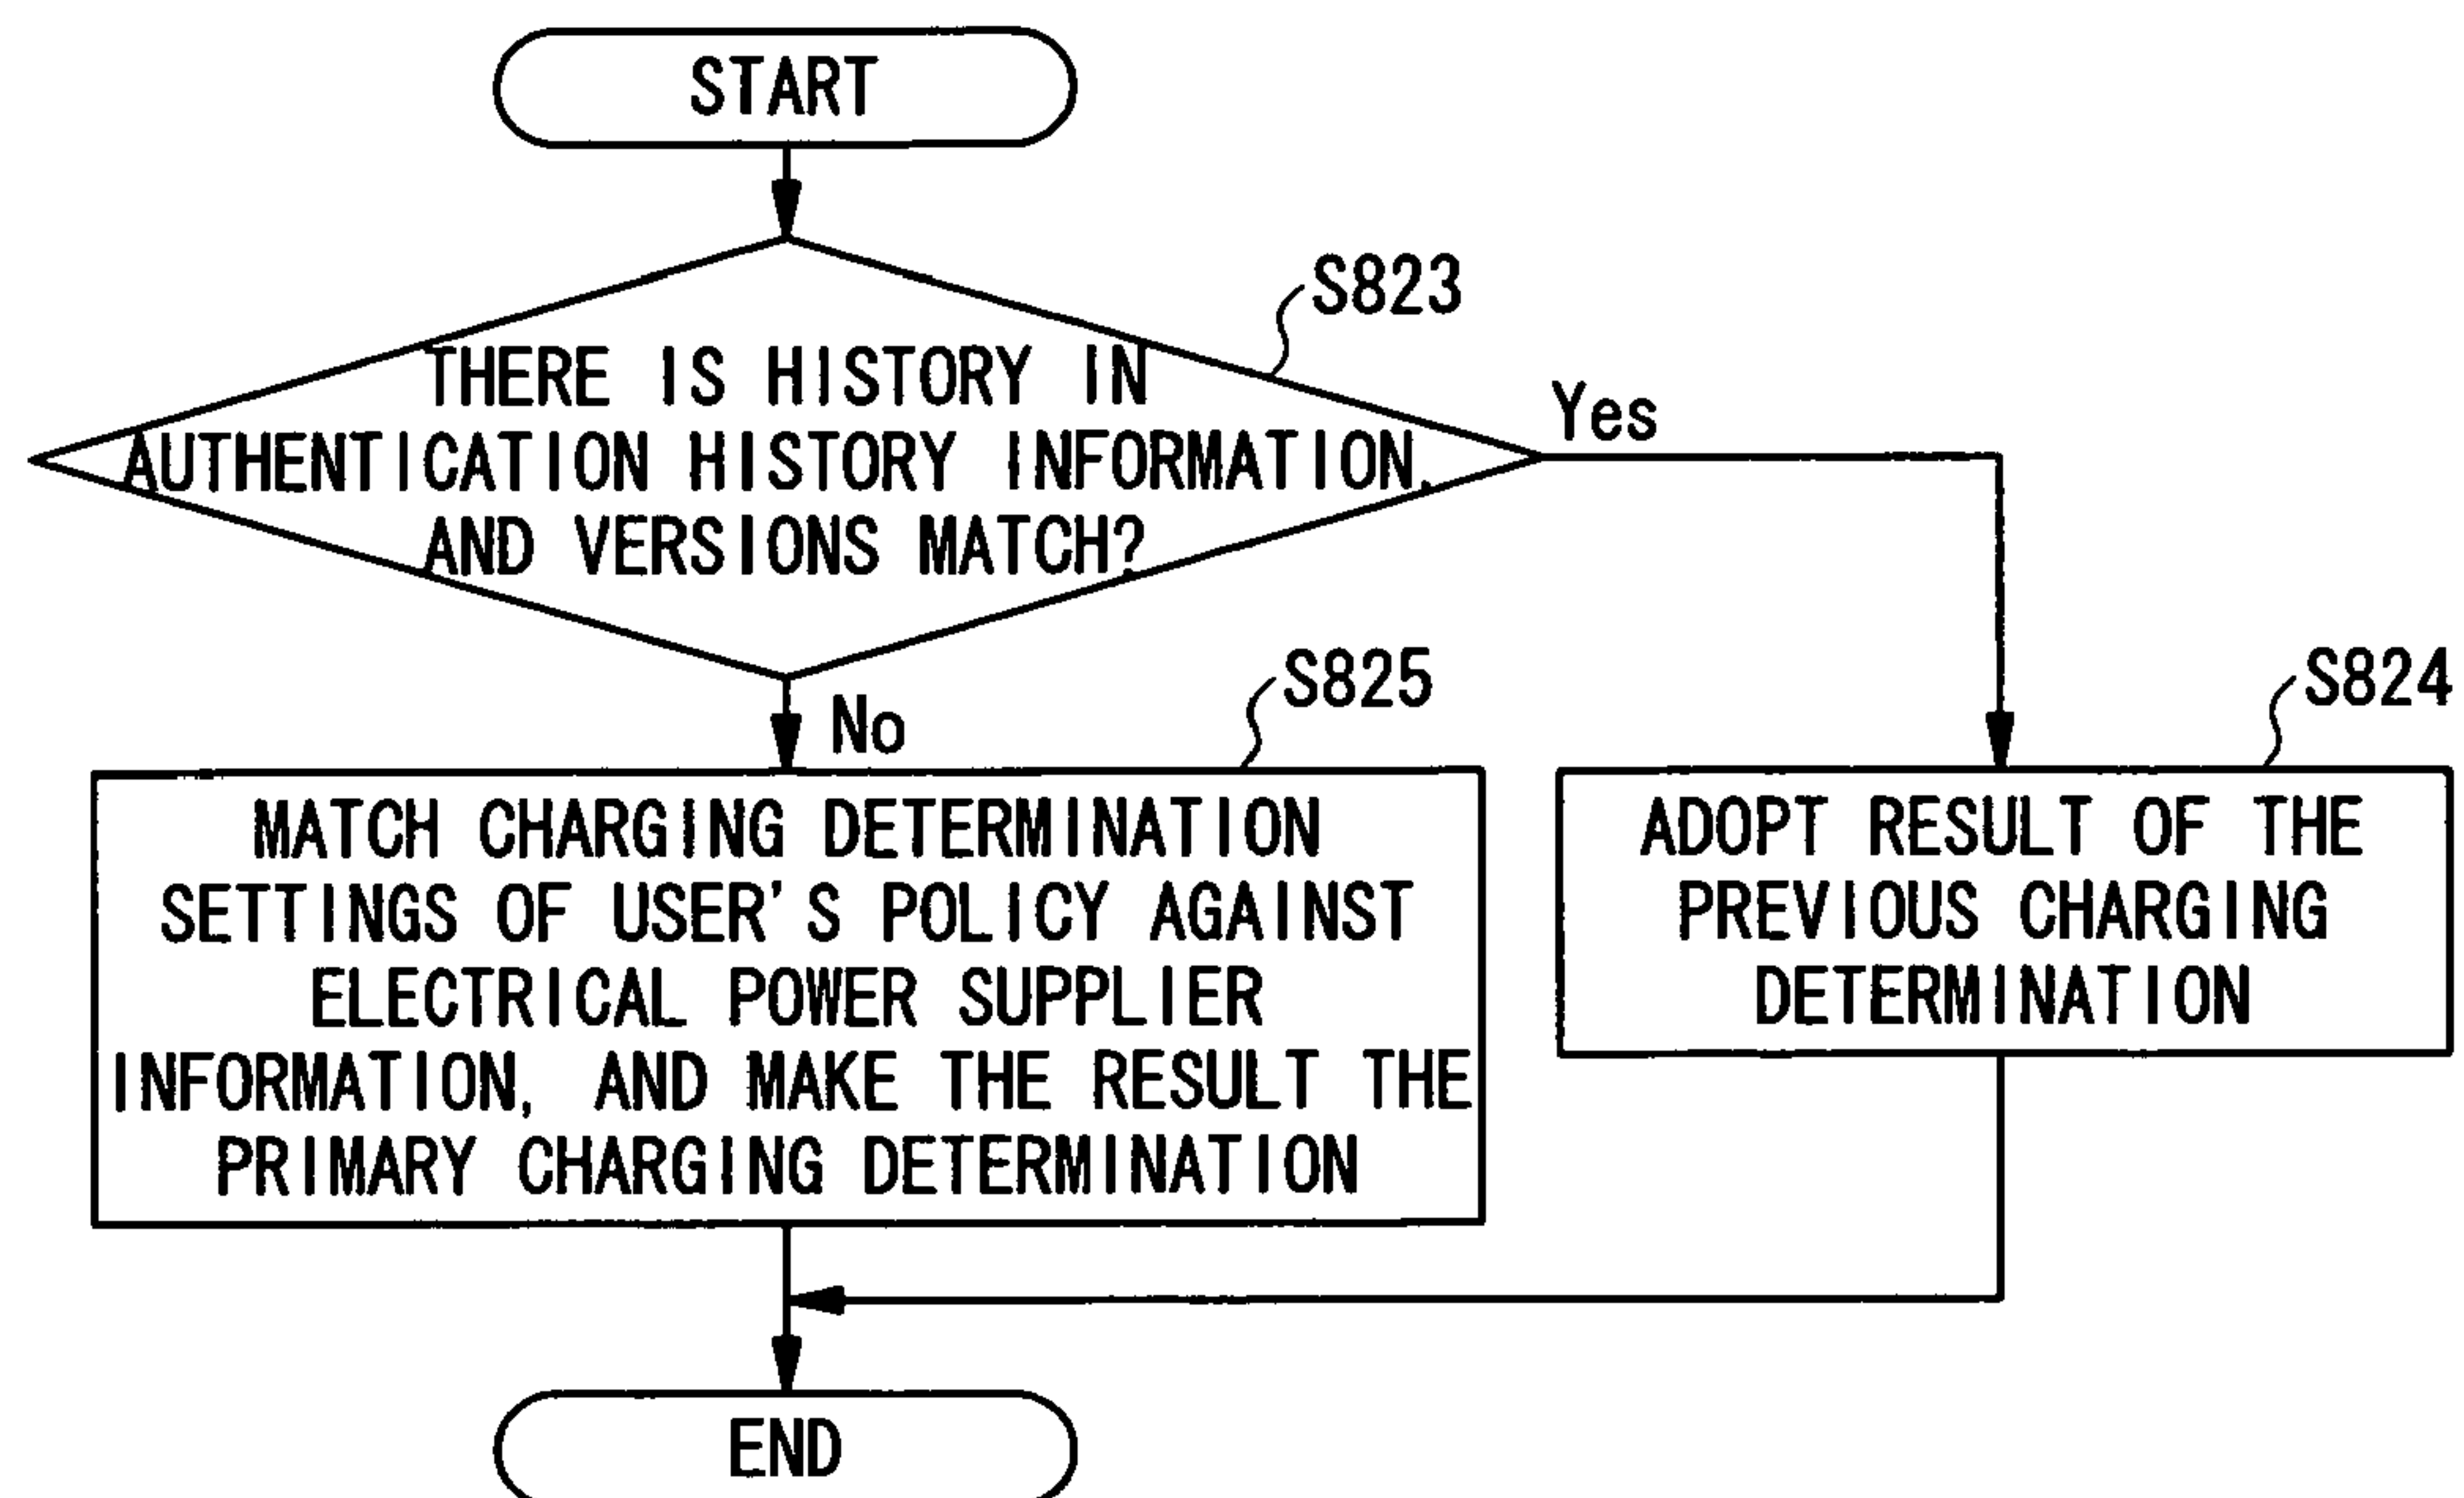 START
S823
THERE IS HISTORY IN
AUTHENTICATION HISTORY INFORMATION,
AND VERSIONS MATCH?
Yes
No
S825
S824
MATCH CHARGING DETERMINATION
SETTINGS OF USER'S POLICY AGAINST
ELECTRICAL POWER SUPPLIER
INFORMATION, AND MAKE THE RESULT THE
PRIMARY CHARGING DETERMINATION
ADOPT RESULT OF THE
PREVIOUS CHARGING
DETERMINATION
END